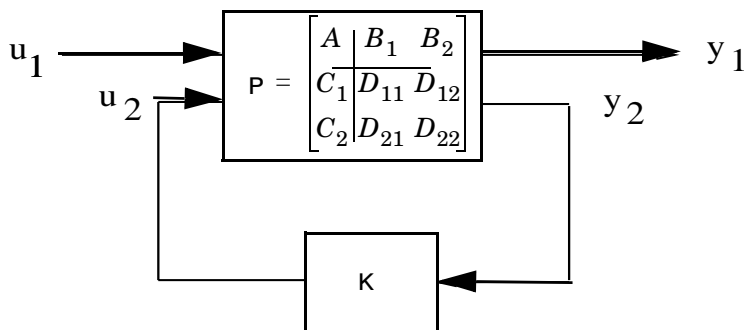 u1
u2
P = [ A B1 B2
C1 D11 D12
C2 D21 D22 ]
y1
y2
K